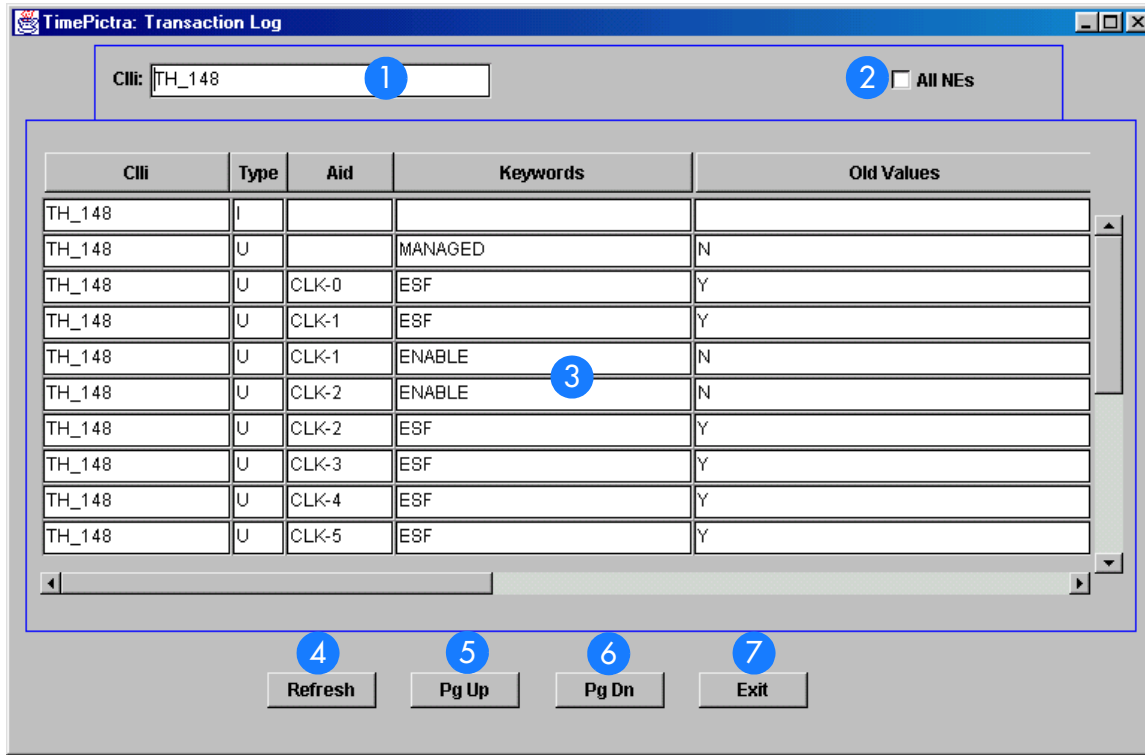 TimePictra: Transaction Log
Clli: TH_148 1 2 All NEs
Clli Type Aid Keywords Old Values
TH_148 I
TH_148 U MANAGED N
TH_148 U CLK-0 ESF Y
TH_148 U CLK-1 ESF Y
TH_148 U CLK-1 ENABLE N
3
TH_148 U CLK-2 ENABLE N
TH_148 U CLK-2 ESF Y
TH_148 U CLK-3 ESF Y
TH_148 U CLK-4 ESF Y
TH_148 U CLK-5 ESF Y
4 5 6 7
Refresh Pg Up Pg Dn Exit